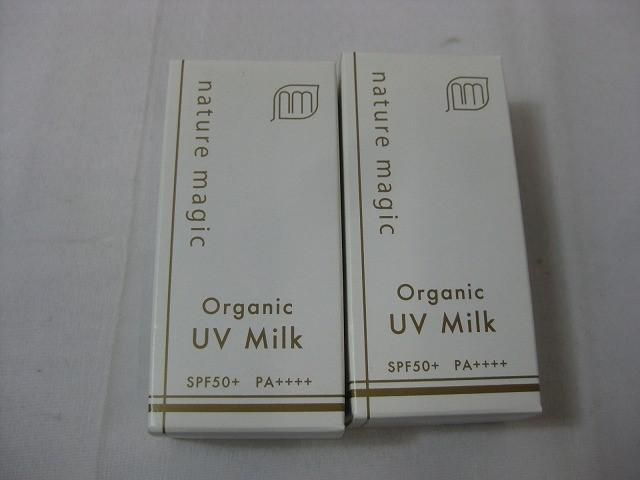 nature magic
Organic
UV Milk
SPF50+ PA++++
nature magic
Organic
UV Milk
SPF50+ PA++++